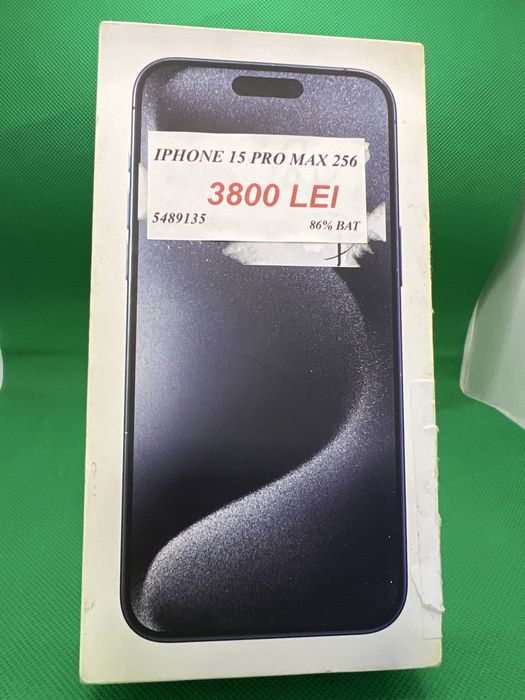 IPHONE 15 PRO MAX 256
3800 LEI
5489135
86% BAT